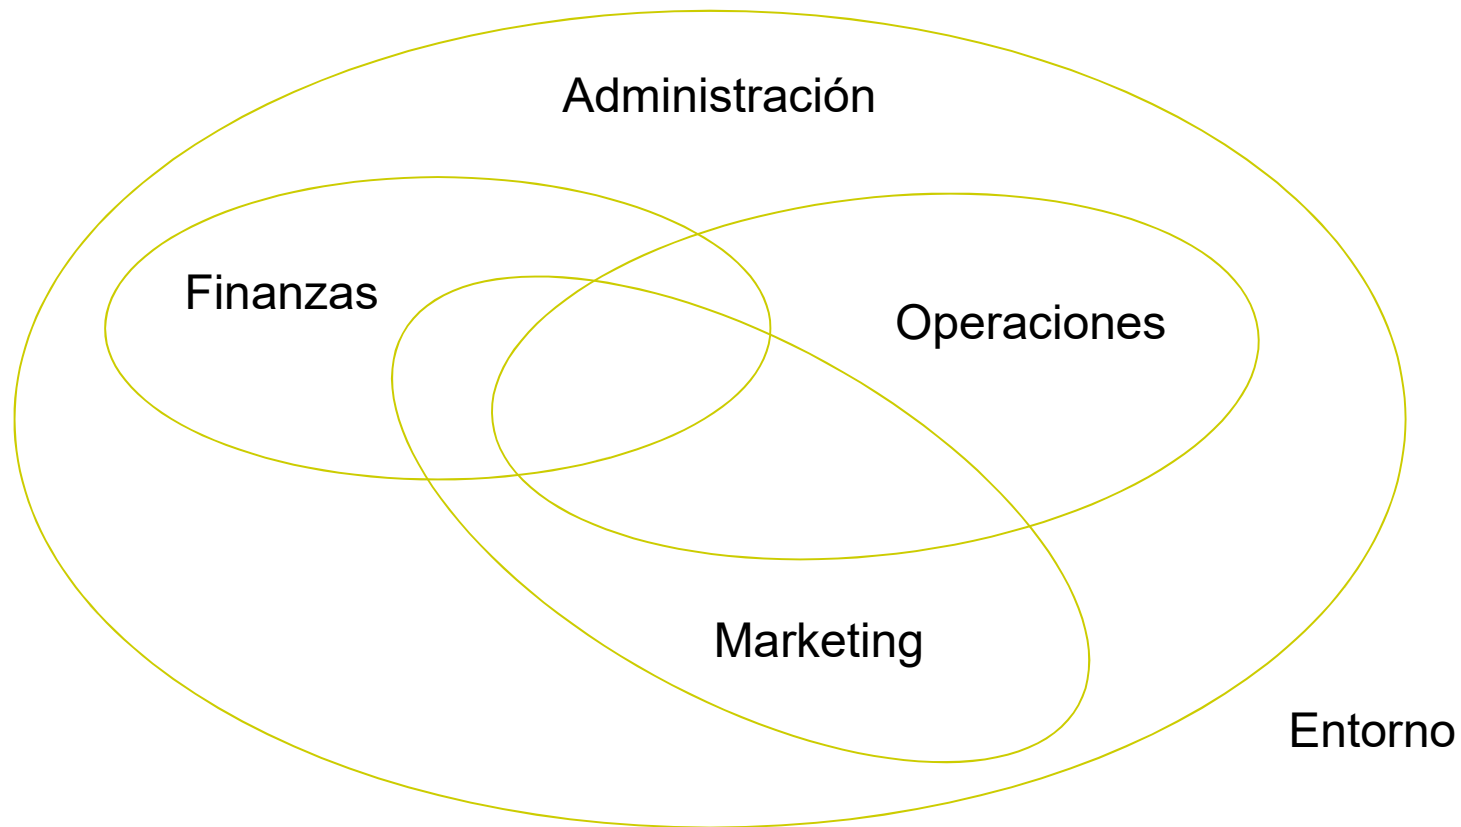 Administración
Finanzas
Operaciones
Marketing
Entorno